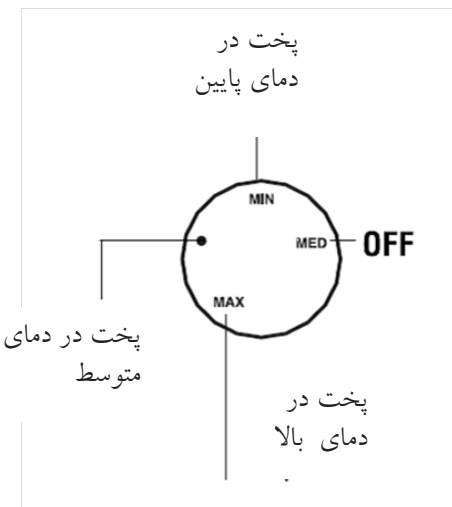 پخت در
دمای پایین
MIN
MED
OFF
MAX
پخت در دمای
متوسط
پخت در
دمای بالا